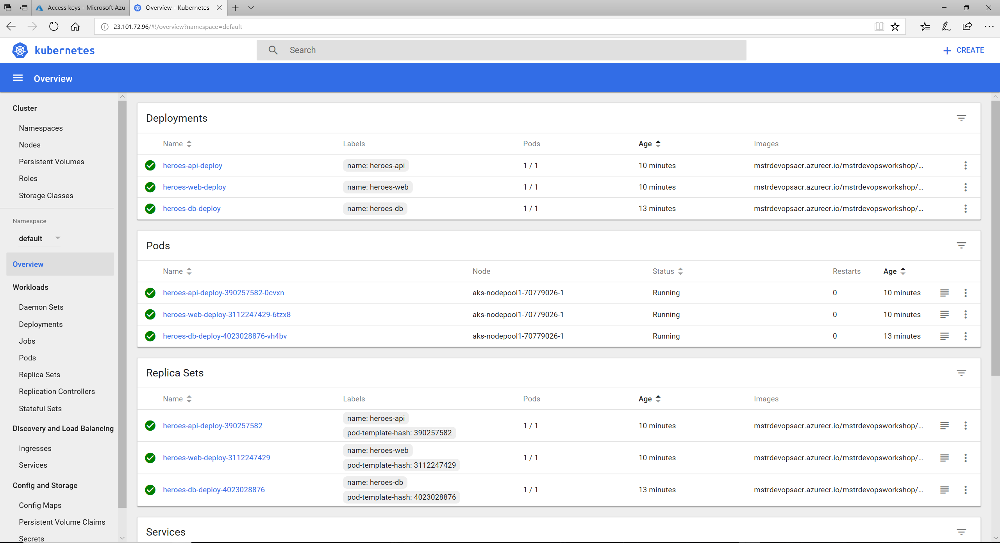 Access keys - Microsoft Azu
Overview - Kubernetes
23.101.72.96/#!/overview?namespace=default
kubernetes
Search
CREATE
Overview
Cluster
Namespaces
Nodes
Persistent Volumes
Roles
Storage Classes
Namespace
default
Overview
Workloads
Daemon Sets
Deployments
Jobs
Pods
Replica Sets
Replication Controllers
Stateful Sets
Discovery and Load Balancing
Ingresses
Services
Config and Storage
Config Maps
Persistent Volume Claims
Secrets
Deployments
Name Labels Pods Age Images
heroes-api-deploy name: heroes-api 1 / 1 10 minutes mstrdevopsacr.azurecr.io/mstrdevopsworkshop/...
heroes-web-deploy name: heroes-web 1 / 1 10 minutes mstrdevopsacr.azurecr.io/mstrdevopsworkshop/...
heroes-db-deploy name: heroes-db 1 / 1 13 minutes mstrdevopsacr.azurecr.io/mstrdevopsworkshop/...
Pods
Name Node Status Restarts Age
heroes-api-deploy-390257582-0cvxn aks-nodepool1-70779026-1 Running 0 10 minutes
heroes-web-deploy-3112247429-6tzx8 aks-nodepool1-70779026-1 Running 0 10 minutes
heroes-db-deploy-4023028876-vh4bv aks-nodepool1-70779026-1 Running 0 13 minutes
Replica Sets
Name Labels Pods Age Images
name: heroes-api
heroes-api-deploy-390257582 1 / 1 10 minutes mstrdevopsacr.azurecr.io/mstrdevopsworkshop/...
pod-template-hash: 390257582
name: heroes-web
heroes-web-deploy-3112247429 1 / 1 10 minutes mstrdevopsacr.azurecr.io/mstrdevopsworkshop/...
pod-template-hash: 3112247429
name: heroes-db
heroes-db-deploy-4023028876 1 / 1 13 minutes mstrdevopsacr.azurecr.io/mstrdevopsworkshop/...
pod-template-hash: 4023028876
Services